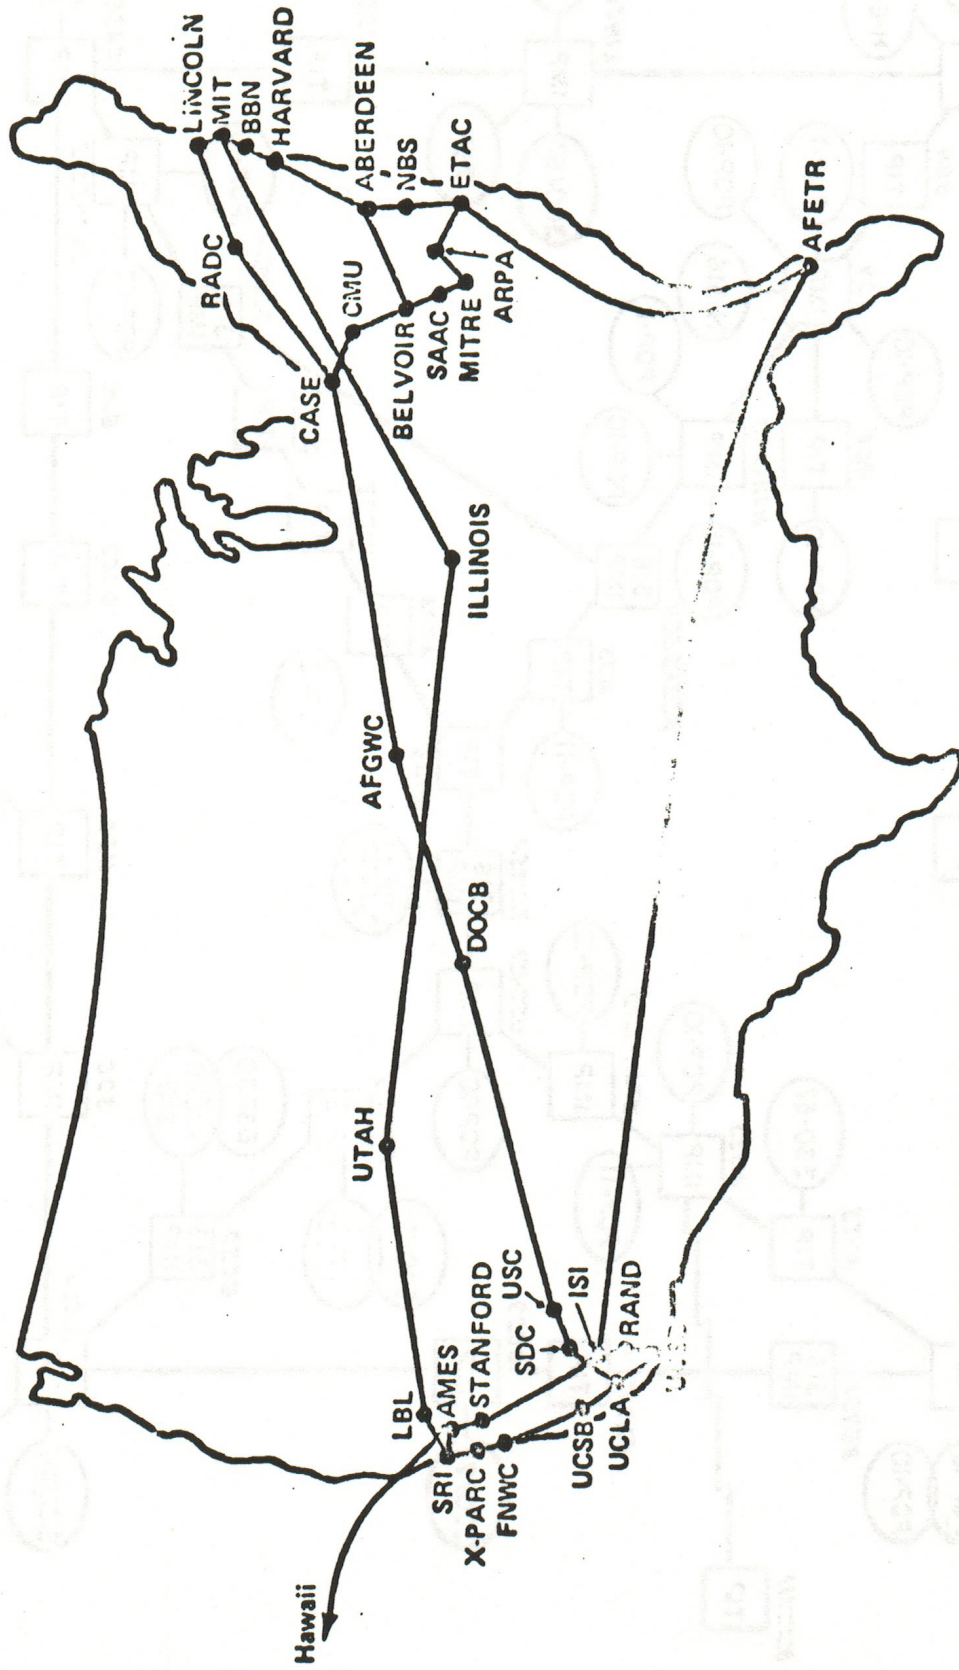 Hawaii
SRI
X-PARC
FNWC
LBL
AMES
STANFORD
UCSB
UCLA
SDC
USC
ISI
RAND
UTAH
DOCB
AFGWC
ILLINOIS
CASE
CMU
BELVOIR
SAAC
MITRE
ARPA
RADC
LINCOLN
MIT
BBN
HARVARD
ABERDEEN
NBS
ETAC
AFETR